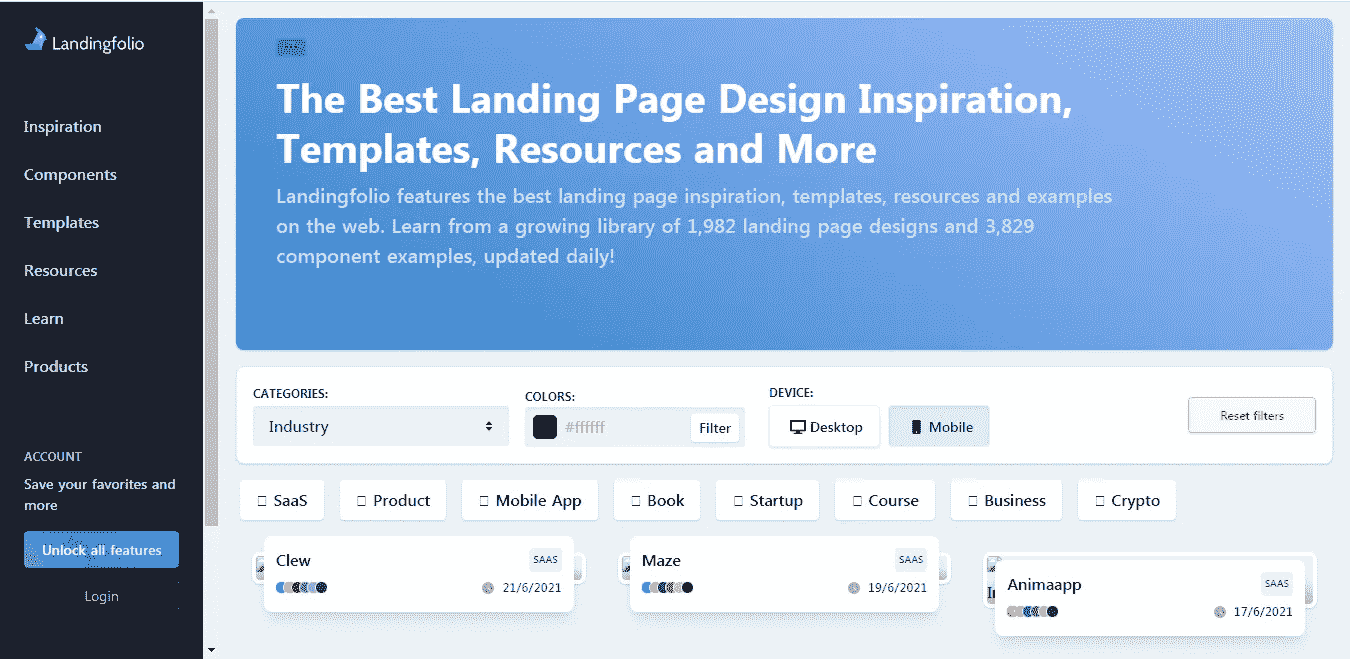 Landingfolio
Inspiration
Components
Templates
Resources
Learn
Products
ACCOUNT
Save your favorites and
more
Unlock all features
Login
The Best Landing Page Design Inspiration,
Templates, Resources and More
Landingfolio features the best landing page inspiration, templates, resources and examples
on the web. Learn from a growing library of 1,982 landing page designs and 3,829
component examples, updated daily!
CATEGORIES:
Industry
COLORS:
#ffffff
Filter
DEVICE:
Desktop
Mobile
Reset filters
SaaS
Product
Mobile App
Book
Startup
Course
Business
Crypto
Clew
SAAS
21/6/2021
Maze
SAAS
19/6/2021
Animaapp
SAAS
17/6/2021